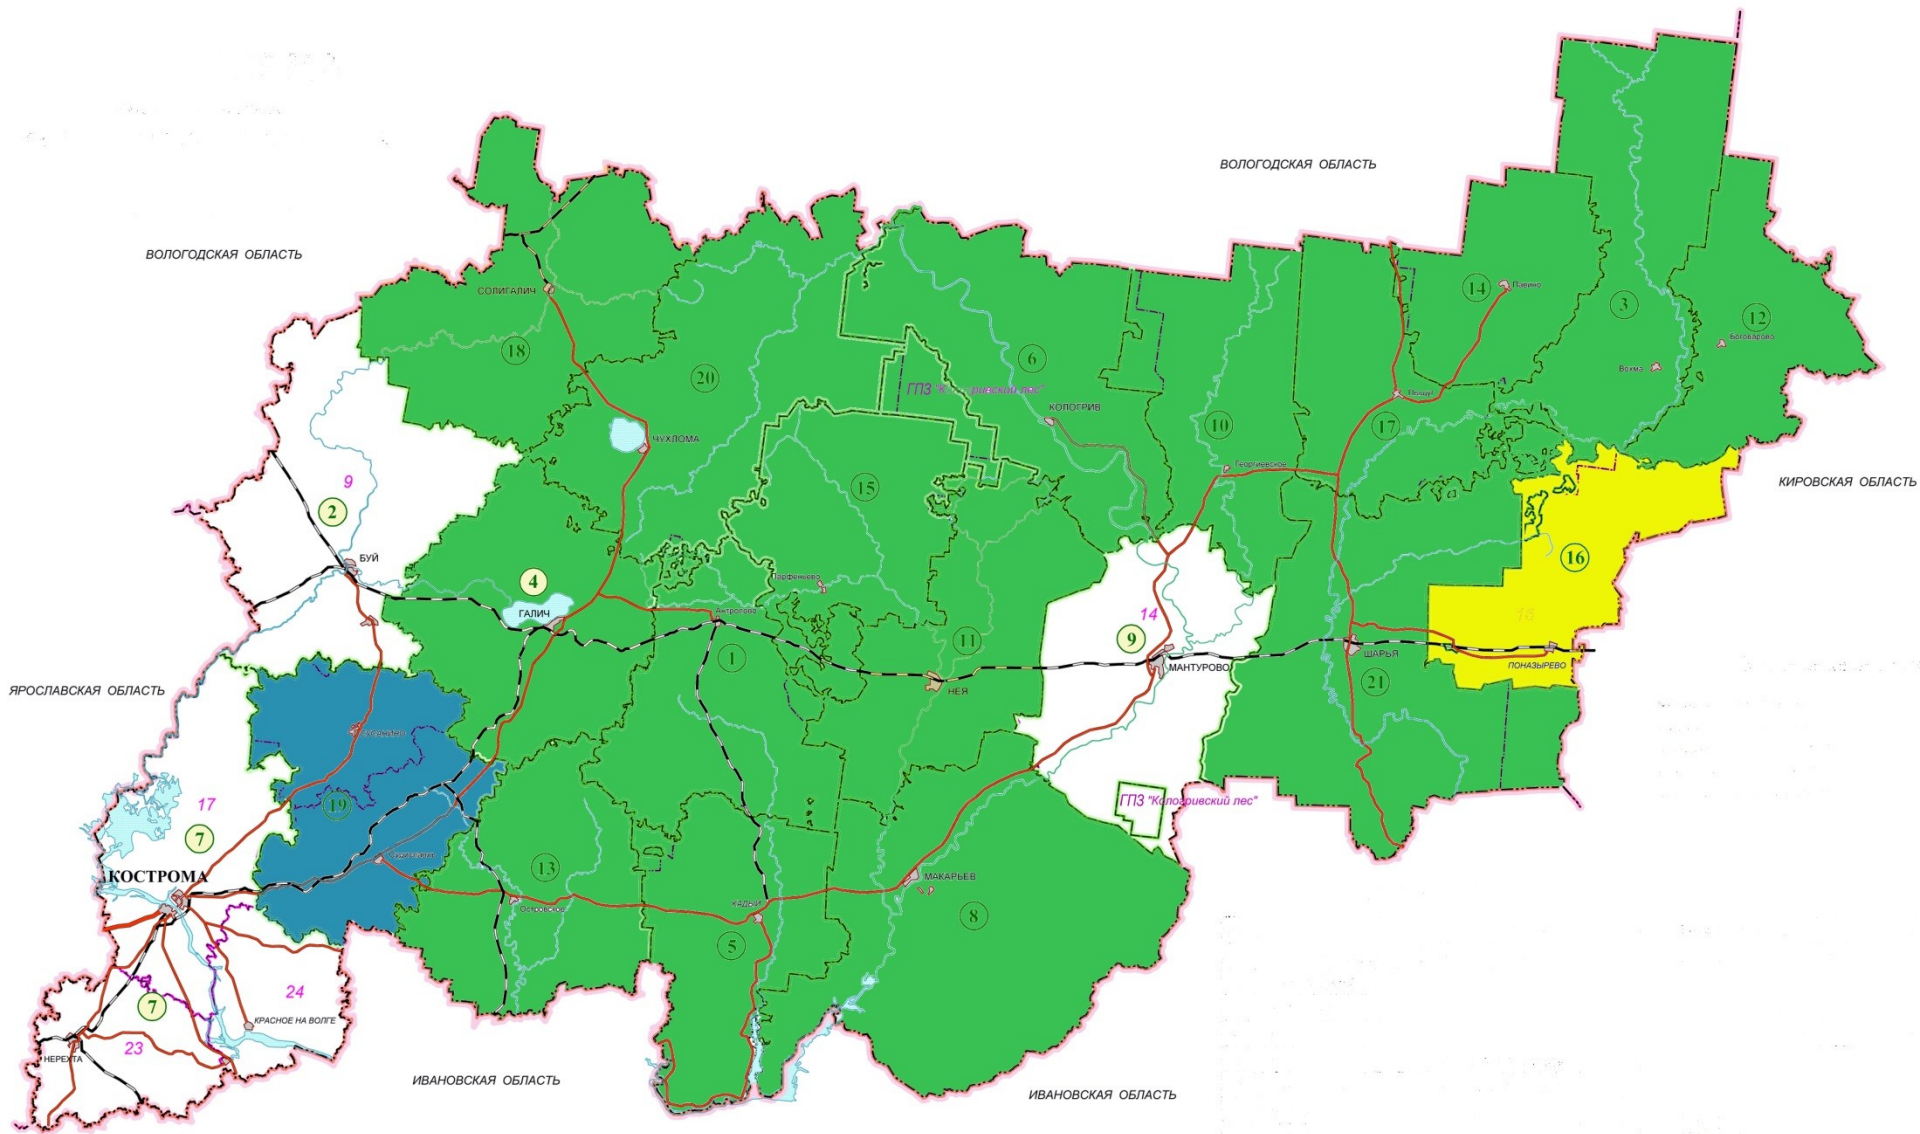 ВОЛОГОДСКАЯ ОБЛАСТЬ
ВОЛОГОДСКАЯ ОБЛАСТЬ
СОЛИГАЛИЧ
14
Павино
3
12
Боговарово
Вохма
18
20
6
ГПЗ "К
ривский лес"
КОЛОГРИВ
Пыщуг
17
10
ЧУХЛОМА
Георгиевское
КИРОВСКАЯ ОБЛАСТЬ
9
2
15
БУЙ
16
4
ГАЛИЧ
Парфеньево
Антропово
14
9
16
11
1
МАНТУРОВО
ШАРЬЯ
ПОНАЗЫРЕВО
21
НЕЯ
ЯРОСЛАВСКАЯ ОБЛАСТЬ
СУСАНИНО
17
7
19
ГПЗ "Кологривский лес"
КОСТРОМА
13
Островское
МАКАРЬЕВ
КАДЫЙ
8
5
24
7
КРАСНОЕ НА ВОЛГЕ
23
НЕРЕХТА
ИВАНОВСКАЯ ОБЛАСТЬ
ИВАНОВСКАЯ ОБЛАСТЬ